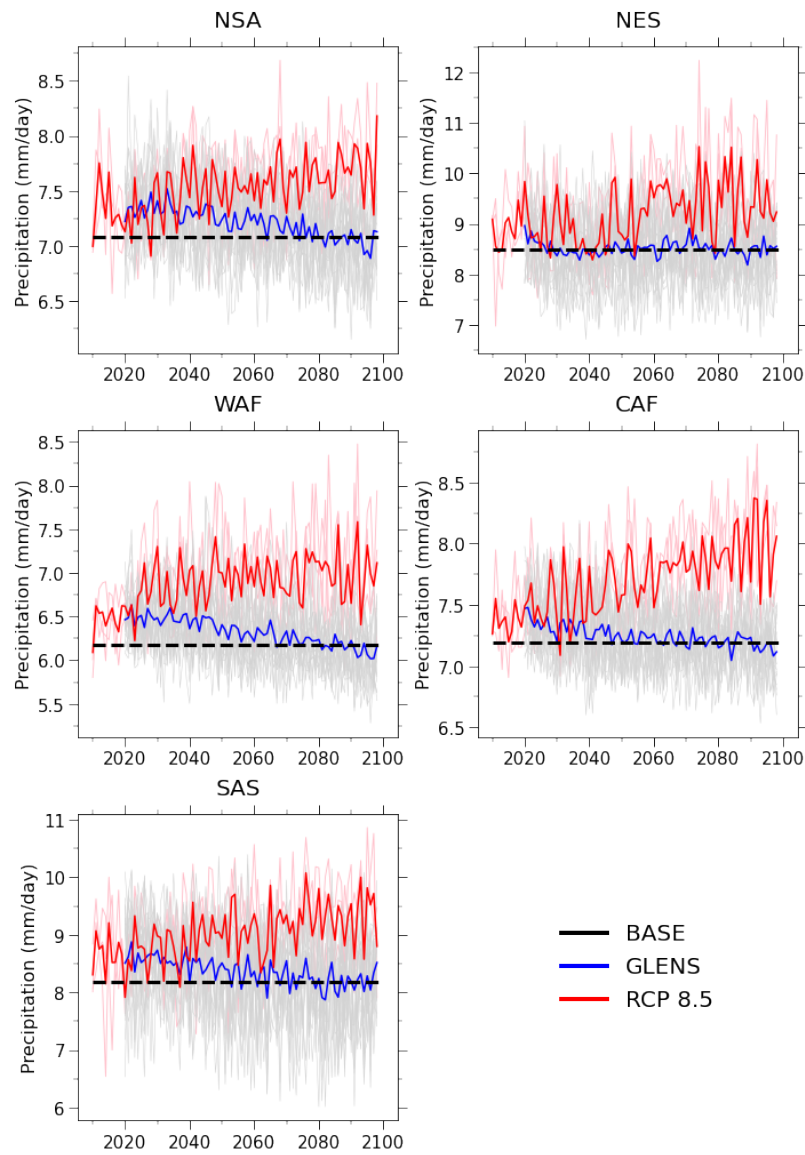 NSA
Precipitation (mm/day)
8.5
8.0
7.5
7.0
6.5
2020 2040 2060 2080 2100
NES
Precipitation (mm/day)
12
11
10
9
8
7
2020 2040 2060 2080 2100
WAF
Precipitation (mm/day)
8.5
8.0
7.5
7.0
6.5
6.0
5.5
2020 2040 2060 2080 2100
CAF
Precipitation (mm/day)
8.5
8.0
7.5
7.0
6.5
2020 2040 2060 2080 2100
SAS
Precipitation (mm/day)
11
10
9
8
7
6
2020 2040 2060 2080 2100
BASE
GLENS
RCP 8.5